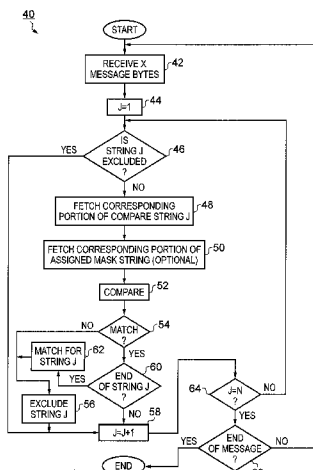 40
START
RECEIVE X
MESSAGE BYTES
42
J=1
44
YES
IS
STRING J
EXCLUDED
?
46
NO
FETCH CORRESPONDING
PORTION OF COMPARE STRING J
48
FETCH CORRESPONDING PORTION OF
ASSIGNED MASK STRING (OPTIONAL)
50
COMPARE
52
NO
MATCH
?
54
YES
62
MATCH FOR
STRING J
YES
END
OF STRING J
?
60
NO
EXCLUDE
STRING J
56
J=J+1
58
64
J=N
?
NO
YES
END
YES
END OF
MESSAGE
?
NO